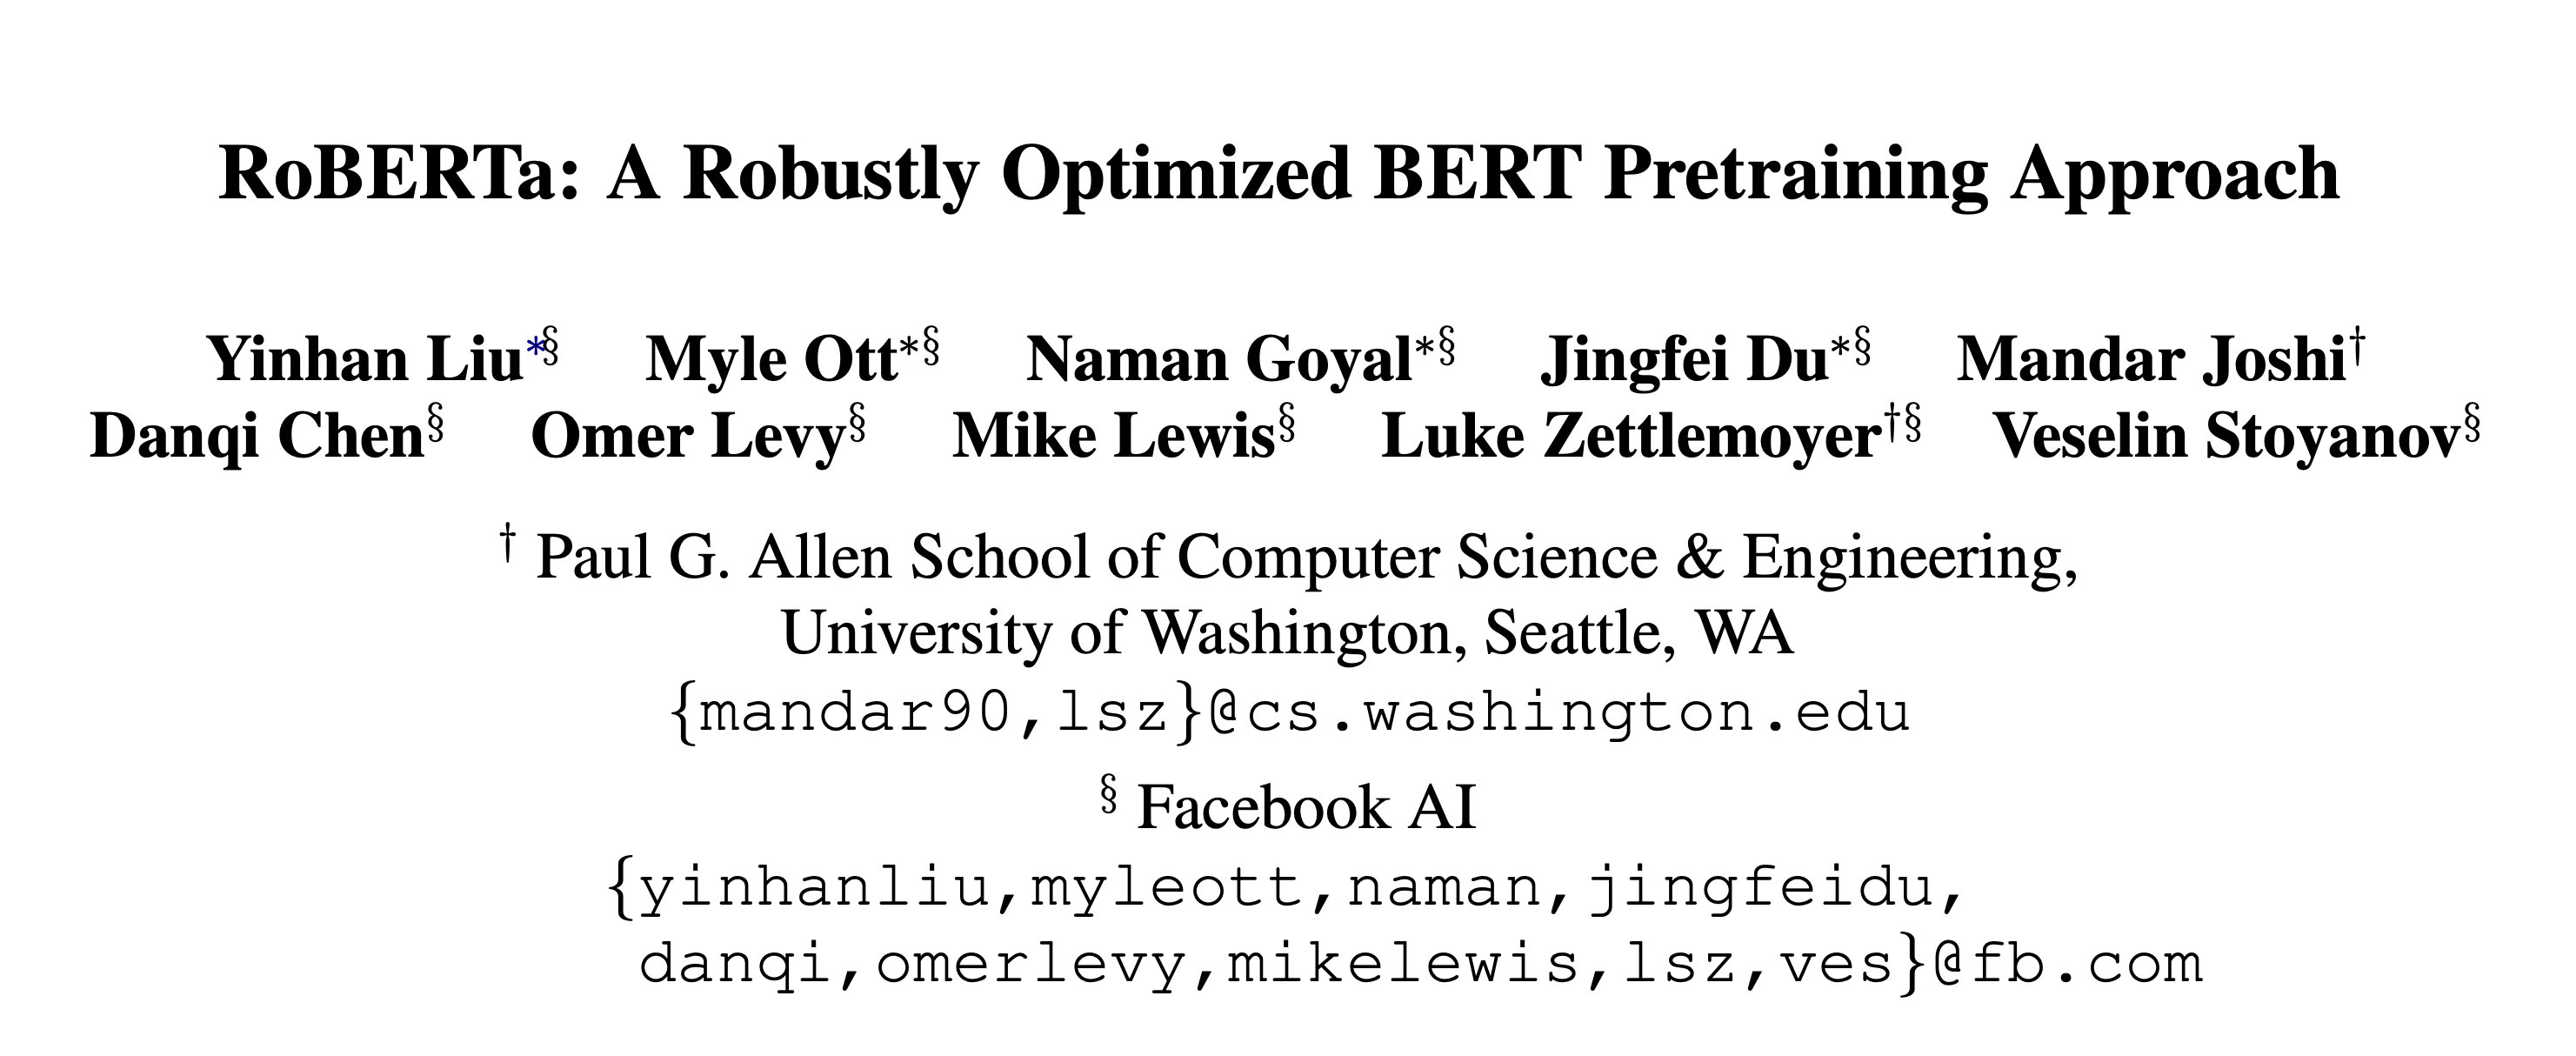 RoBERTa: A Robustly Optimized BERT Pretraining Approach
Yinhan Liu*§ Myle Ott*§ Naman Goyal*§ Jingfei Du*§ Mandar Joshi†
Danqi Chen§ Omer Levy§ Mike Lewis§ Luke Zettlemoyer†§ Veselin Stoyanov§
† Paul G. Allen School of Computer Science & Engineering,
University of Washington, Seattle, WA
{mandar90,lsz}@cs.washington.edu
§ Facebook AI
{yinhanliu,myleott,naman,jingfeidu,
danqi,omerlevy,mikelewis,lsz,ves}@fb.com